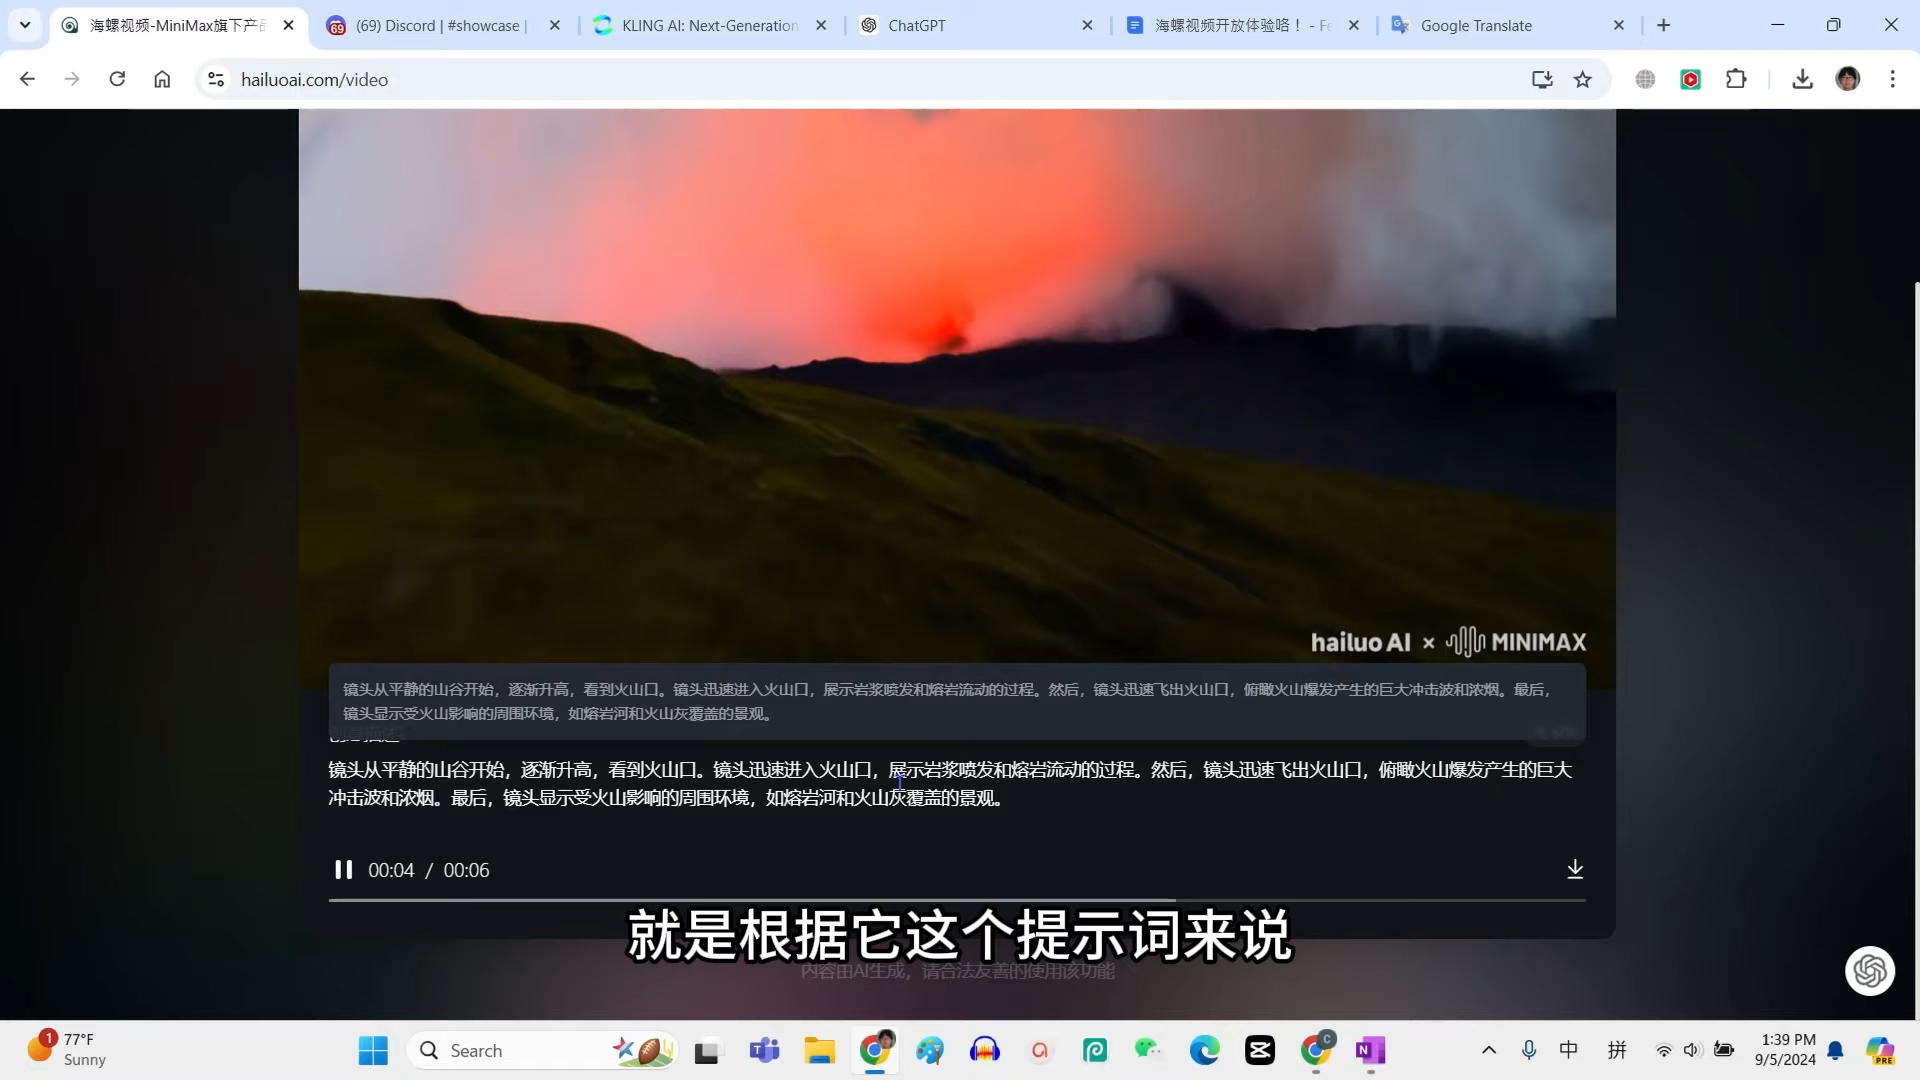 海螺视频-MiniMax旗下产品
(69) Discord | #showcase |
KLING AI: Next-Generation
ChatGPT
海螺视频开放体验咯！ - Fe
Google Translate
hailuoai.com/video
hailuo AI × MINIMAX
镜头从平静的山谷开始，逐渐升高，看到火山口。镜头迅速进入火山口，展示岩浆喷发和熔岩流动的过程。然后，镜头迅速飞出火山口，俯瞰火山爆发产生的巨大冲击波和浓烟。最后，
镜头显示受火山影响的周围环境，如熔岩河和火山灰覆盖的景观。
镜头从平静的山谷开始，逐渐升高，看到火山口。镜头迅速进入火山口，展示岩浆喷发和熔岩流动的过程。然后，镜头迅速飞出火山口，俯瞰火山爆发产生的巨大
冲击波和浓烟。最后，镜头显示受火山影响的周围环境，如熔岩河和火山灰覆盖的景观。
00:04 / 00:06
就是根据它这个提示词来说
内容由AI生成，请合法友善的使用该功能
1
77°F
Sunny
Search
中
拼
1:39 PM
9/5/2024
PRE